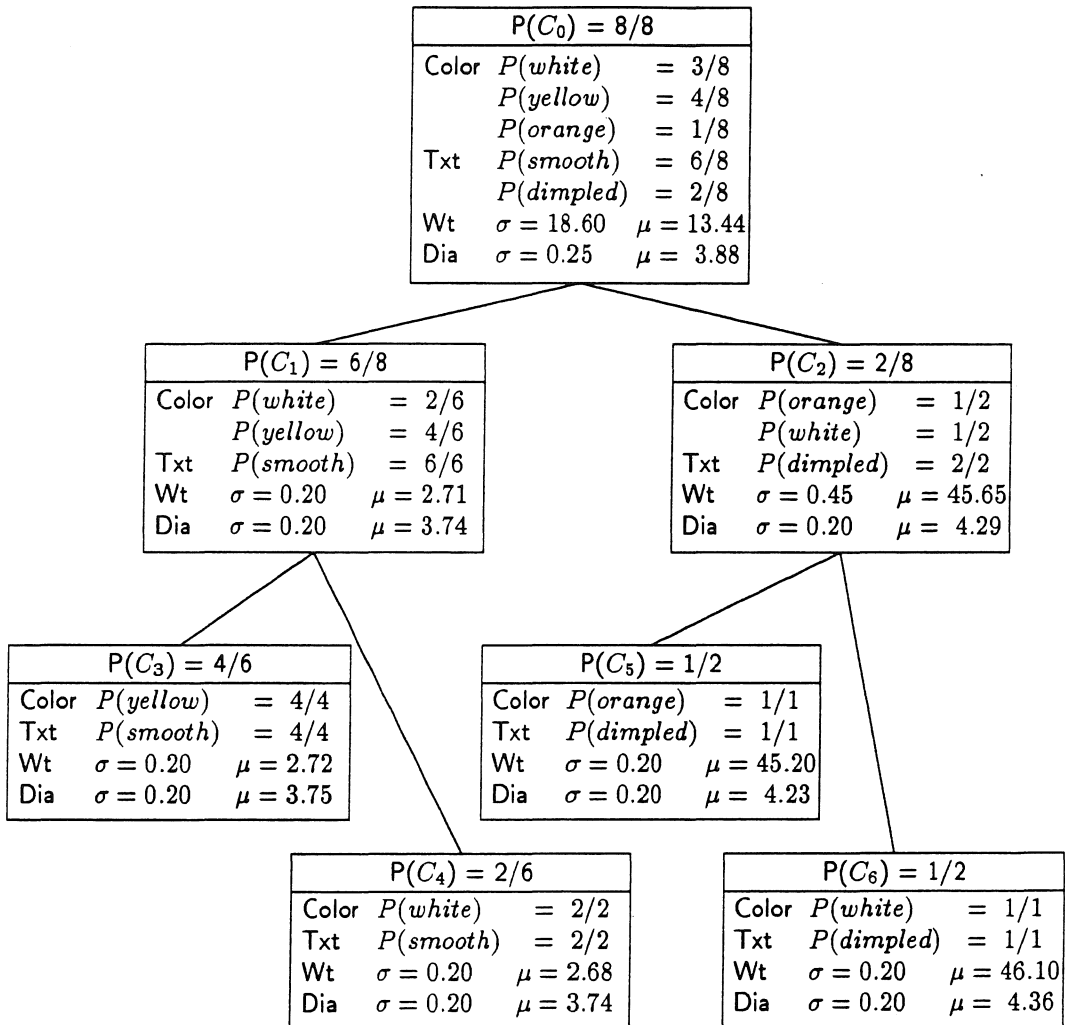 P(C₀) = 8/8
Color P(white) = 3/8
P(yellow) = 4/8
P(orange) = 1/8
Txt P(smooth) = 6/8
P(dimpled) = 2/8
Wt σ = 18.60 μ = 13.44
Dia σ = 0.25 μ = 3.88
P(C₁) = 6/8
Color P(white) = 2/6
P(yellow) = 4/6
Txt P(smooth) = 6/6
Wt σ = 0.20 μ = 2.71
Dia σ = 0.20 μ = 3.74
P(C₂) = 2/8
Color P(orange) = 1/2
P(white) = 1/2
Txt P(dimpled) = 2/2
Wt σ = 0.45 μ = 45.65
Dia σ = 0.20 μ = 4.29
P(C₃) = 4/6
Color P(yellow) = 4/4
Txt P(smooth) = 4/4
Wt σ = 0.20 μ = 2.72
Dia σ = 0.20 μ = 3.75
P(C₅) = 1/2
Color P(orange) = 1/1
Txt P(dimpled) = 1/1
Wt σ = 0.20 μ = 45.20
Dia σ = 0.20 μ = 4.23
P(C₄) = 2/6
Color P(white) = 2/2
Txt P(smooth) = 2/2
Wt σ = 0.20 μ = 2.68
Dia σ = 0.20 μ = 3.74
P(C₆) = 1/2
Color P(white) = 1/1
Txt P(dimpled) = 1/1
Wt σ = 0.20 μ = 46.10
Dia σ = 0.20 μ = 4.36